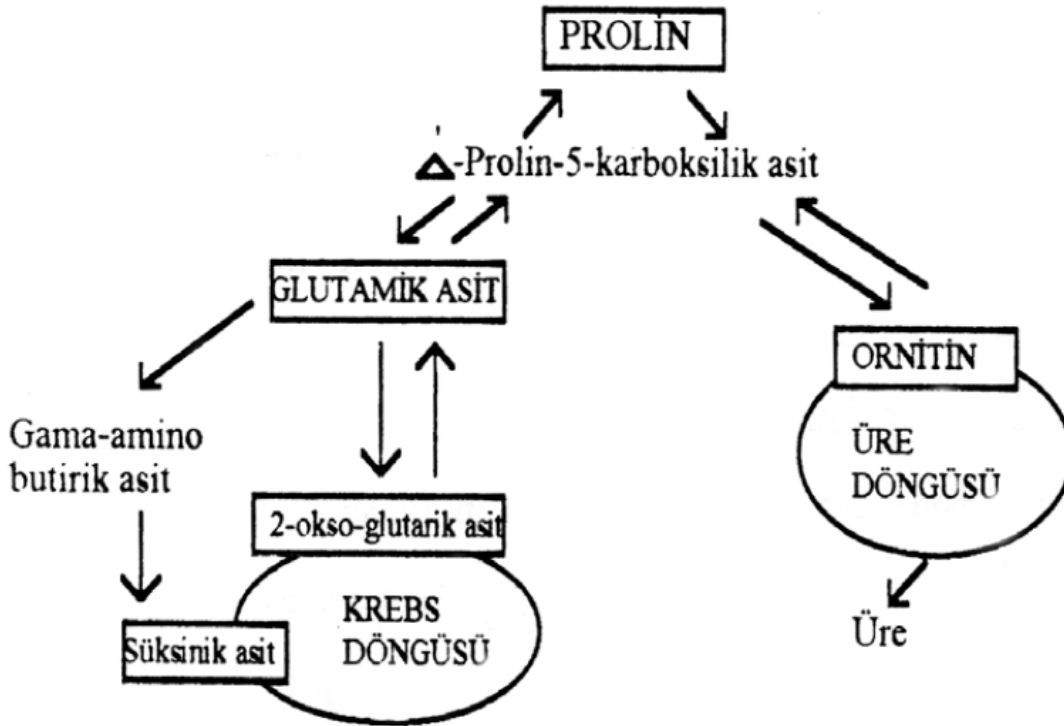 PROLİN
Δ'-Prolin-5-karboksilik asit
GLUTAMİK ASİT
ORNİTİN
Gama-amino
butirik asit
ÜRE
DÖNGÜSÜ
2-okso-glutarik asit
KREBS
DÖNGÜSÜ
Süksinik asit
Üre